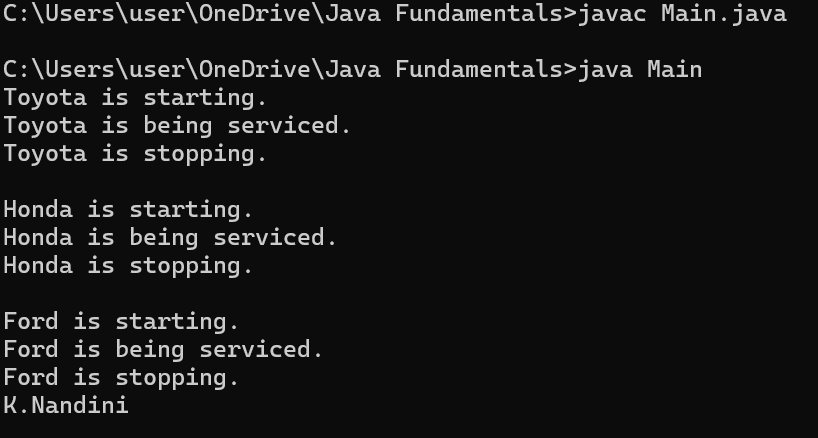 C:\Users\user\OneDrive\Java Fundamentals>javac Main.java
C:\Users\user\OneDrive\Java Fundamentals>java Main
Toyota is starting.
Toyota is being serviced.
Toyota is stopping.
Honda is starting.
Honda is being serviced.
Honda is stopping.
Ford is starting.
Ford is being serviced.
Ford is stopping.
K.Nandini